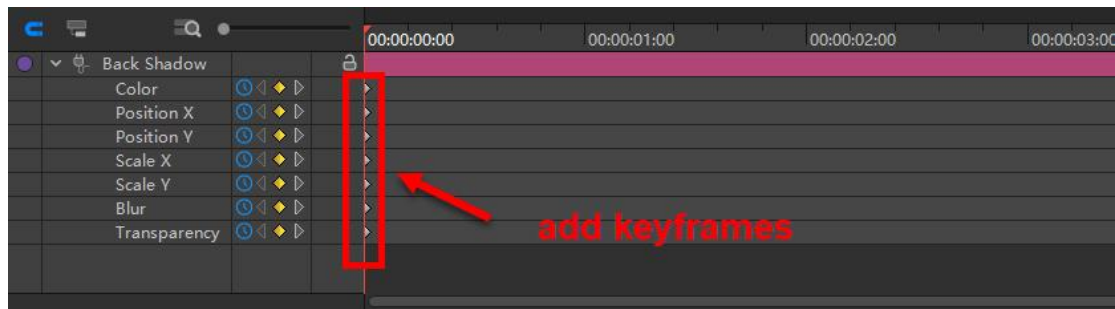 00:00:00:00 00:00:01:00 00:00:02:00 00:00:03:00
Back Shadow
Color
Position X
Position Y
Scale X
Scale Y
Blur
Transparency
add keyframes